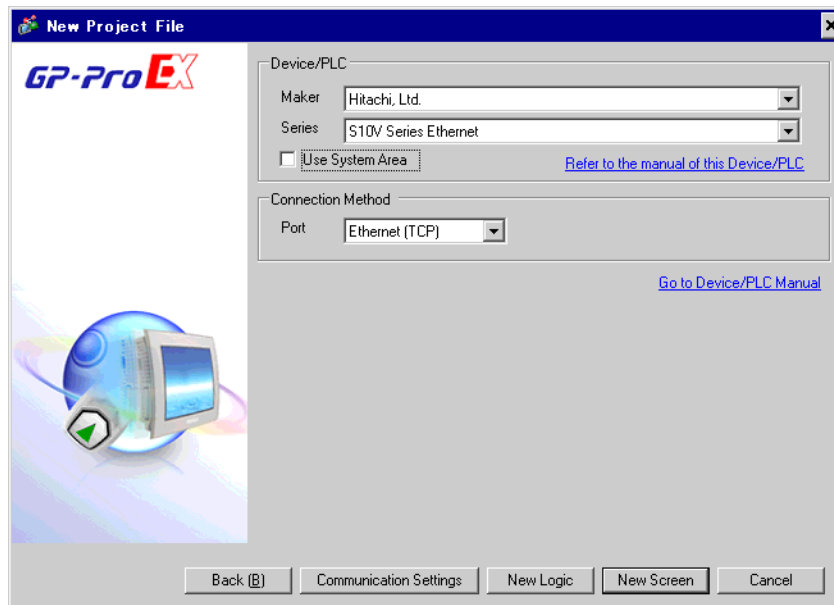 New Project File
GP-Pro EX
Device/PLC
Maker Hitachi, Ltd.
Series S10V Series Ethernet
Use System Area Refer to the manual of this Device/PLC
Connection Method
Port Ethernet (TCP)
Go to Device/PLC Manual
Back (B) Communication Settings New Logic New Screen Cancel